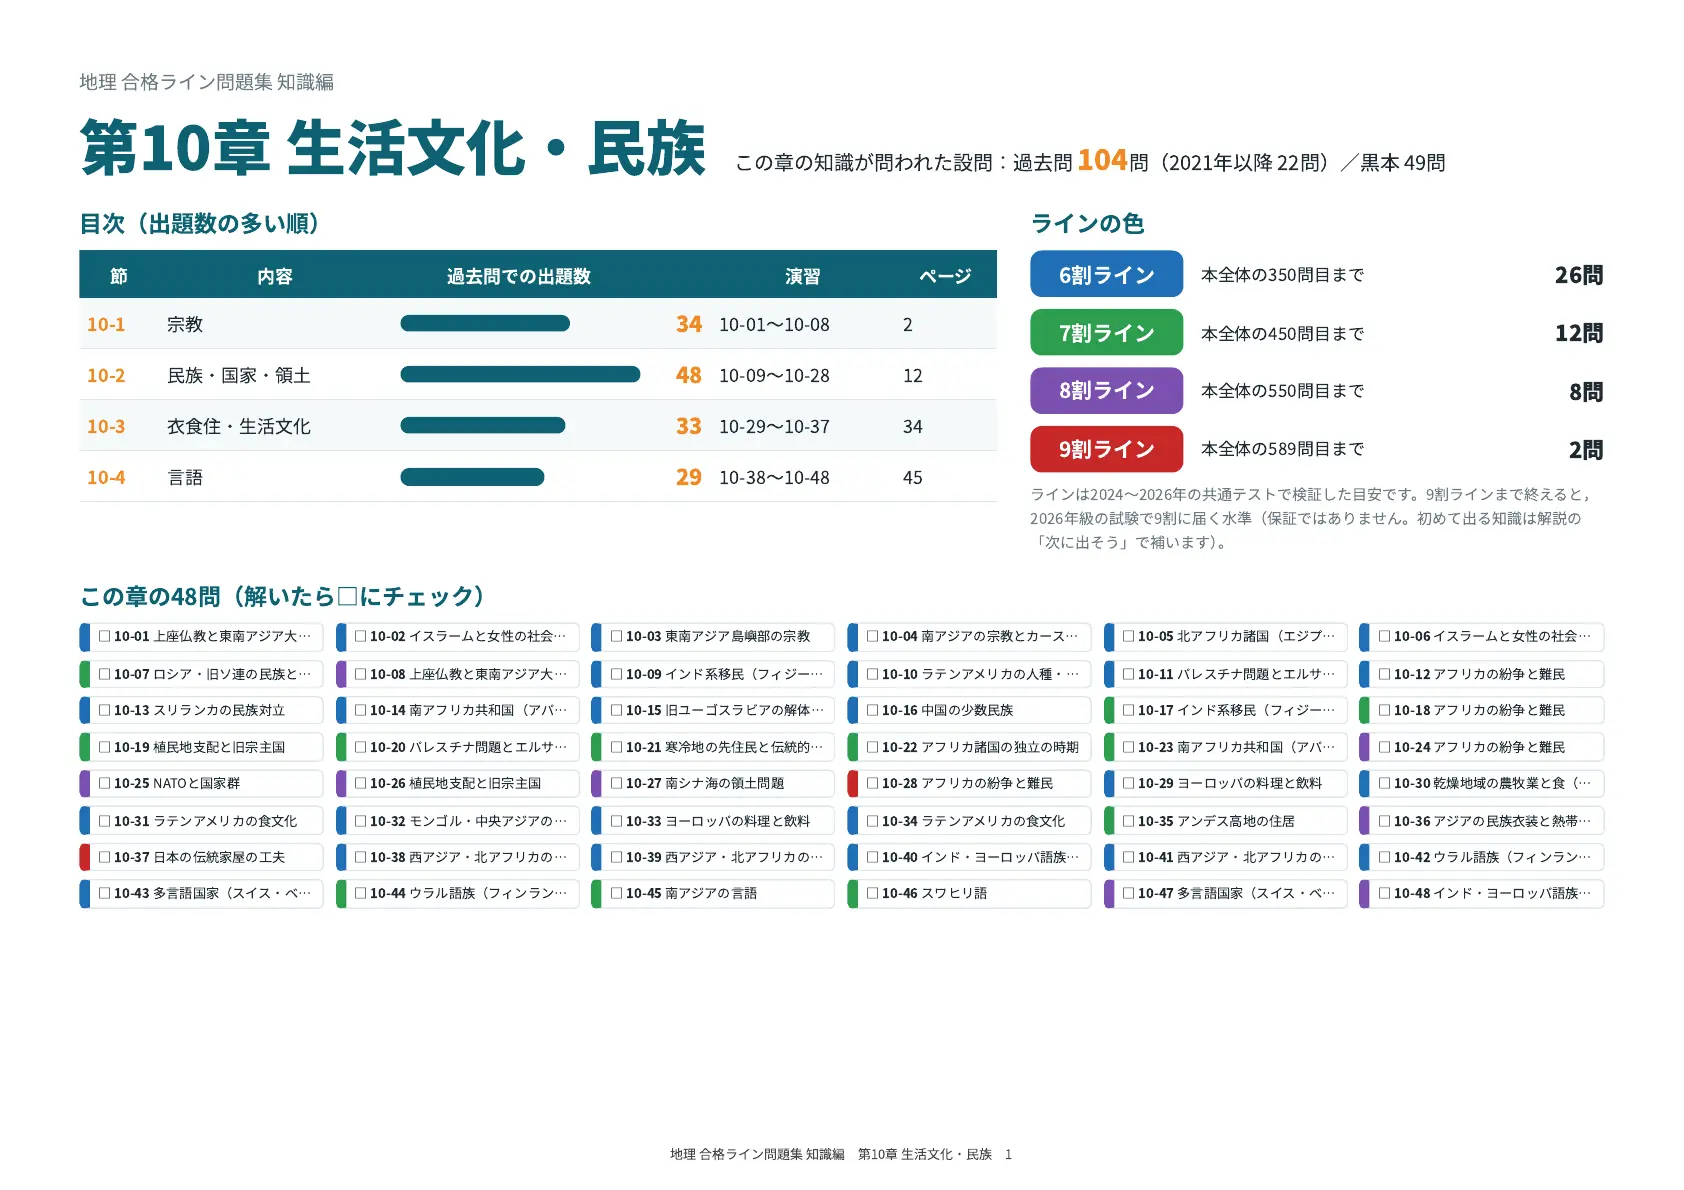 地理 合格ライン問題集 知識編
第10章 生活文化・民族
この章の知識が問われた設問：過去問 104問（2021年以降 22問）／黒本 49問
目次（出題数の多い順）
節 内容 過去問での出題数 演習 ページ
10-1 宗教 34 10-01〜10-08 2
10-2 民族・国家・領土 48 10-09〜10-28 12
10-3 衣食住・生活文化 33 10-29〜10-37 34
10-4 言語 29 10-38〜10-48 45
ラインの色
6割ライン 本全体の350問目まで 26問
7割ライン 本全体の450問目まで 12問
8割ライン 本全体の550問目まで 8問
9割ライン 本全体の589問目まで 2問
ラインは2024〜2026年の共通テストで検証した目安です。9割ラインまで終えると，
2026年級の試験で9割に届く水準（保証ではありません。初めて出る知識は解説の
「次に出そう」で補います）。
この章の48問（解いたら□にチェック）
□ 10-01 上座仏教と東南アジア大… □ 10-02 イスラームと女性の社会… □ 10-03 東南アジア島嶼部の宗教 □ 10-04 南アジアの宗教とカース… □ 10-05 北アフリカ諸国（エジプ… □ 10-06 イスラームと女性の社会…
□ 10-07 ロシア・旧ソ連の民族と… □ 10-08 上座仏教と東南アジア大… □ 10-09 インド系移民（フィジー… □ 10-10 ラテンアメリカの人種・… □ 10-11 パレスチナ問題とエルサ… □ 10-12 アフリカの紛争と難民
□ 10-13 スリランカの民族対立 □ 10-14 南アフリカ共和国（アパ… □ 10-15 旧ユーゴスラビアの解体… □ 10-16 中国の少数民族 □ 10-17 インド系移民（フィジー… □ 10-18 アフリカの紛争と難民
□ 10-19 植民地支配と旧宗主国 □ 10-20 パレスチナ問題とエルサ… □ 10-21 寒冷地の先住民と伝統的… □ 10-22 アフリカ諸国の独立の時期 □ 10-23 南アフリカ共和国（アパ… □ 10-24 アフリカの紛争と難民
□ 10-25 NATOと国家群 □ 10-26 植民地支配と旧宗主国 □ 10-27 南シナ海の領土問題 □ 10-28 アフリカの紛争と難民 □ 10-29 ヨーロッパの料理と飲料 □ 10-30 乾燥地域の農牧業と食（…
□ 10-31 ラテンアメリカの食文化 □ 10-32 モンゴル・中央アジアの… □ 10-33 ヨーロッパの料理と飲料 □ 10-34 ラテンアメリカの食文化 □ 10-35 アンデス高地の住居 □ 10-36 アジアの民族衣装と熱帯…
□ 10-37 日本の伝統家屋の工夫 □ 10-38 西アジア・北アフリカの… □ 10-39 西アジア・北アフリカの… □ 10-40 インド・ヨーロッパ語族… □ 10-41 西アジア・北アフリカの… □ 10-42 ウラル語族（フィンラン…
□ 10-43 多言語国家（スイス・ベ… □ 10-44 ウラル語族（フィンラン… □ 10-45 南アジアの言語 □ 10-46 スワヒリ語 □ 10-47 多言語国家（スイス・ベ… □ 10-48 インド・ヨーロッパ語族…
地理 合格ライン問題集 知識編 第10章 生活文化・民族 1